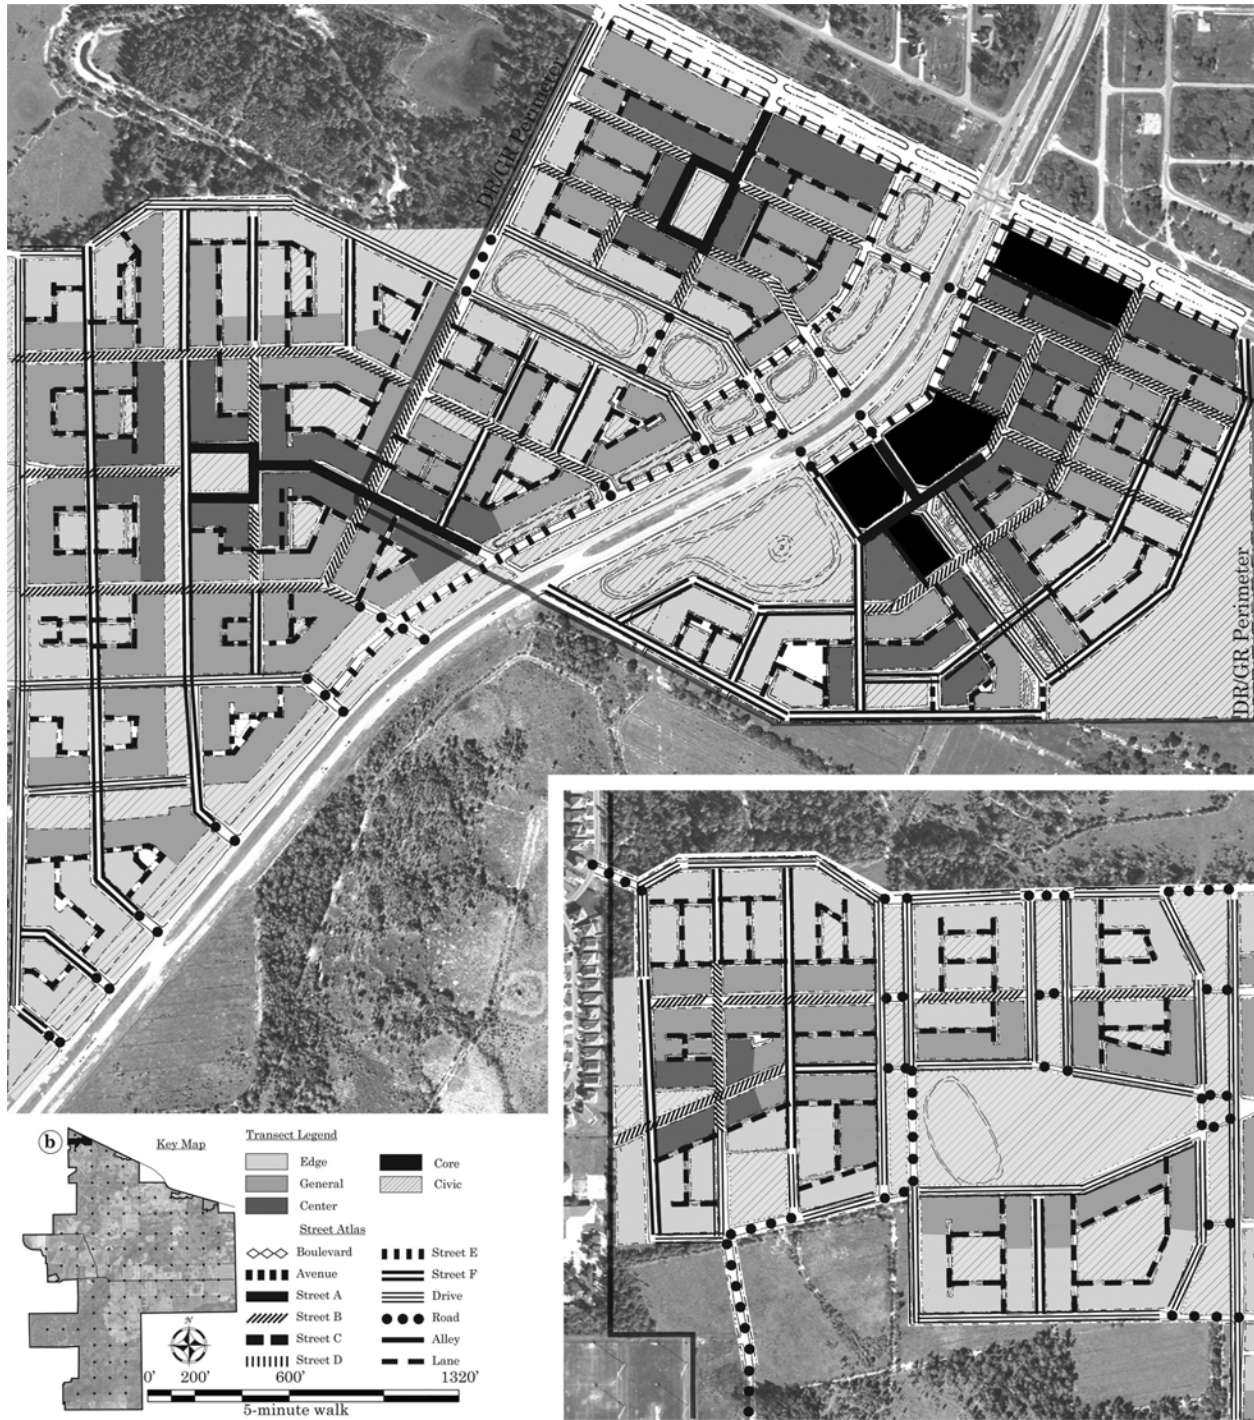 DR/GR Perimeter
DR/GR Perimeter
b
Key Map
Transect Legend
Edge
General
Center
Core
Civic
Street Atlas
Boulevard
Avenue
Street A
Street B
Street C
Street D
Street E
Street F
Drive
Road
Alley
Lane
N
0' 200' 600' 1320'
5-minute walk